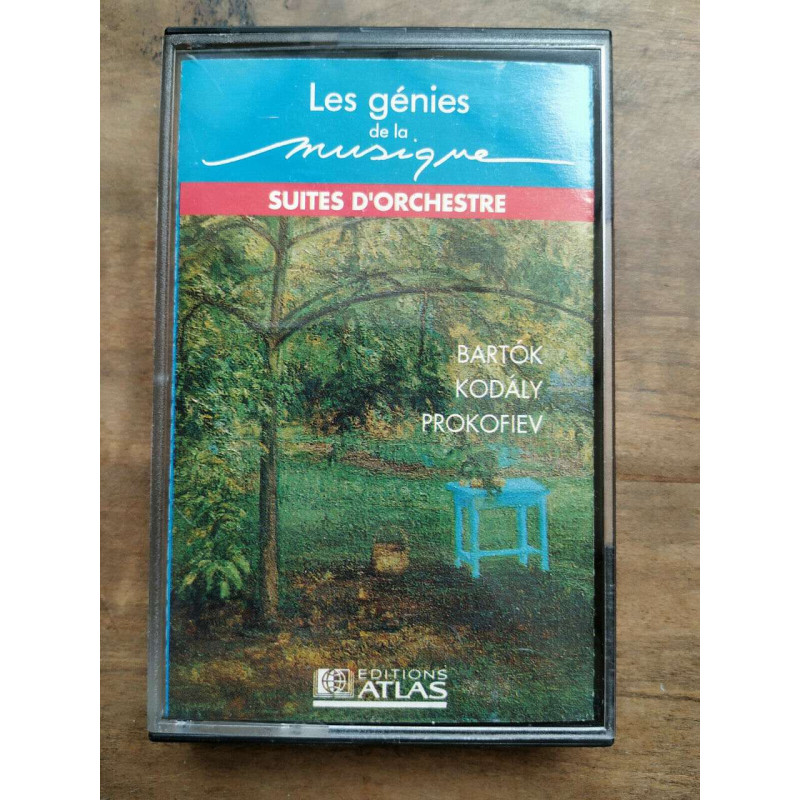 Les génies
de la
musique
SUITES D'ORCHESTRE
BARTÓK
KODÁLY
PROKOFIEV
EDITIONS
ATLAS